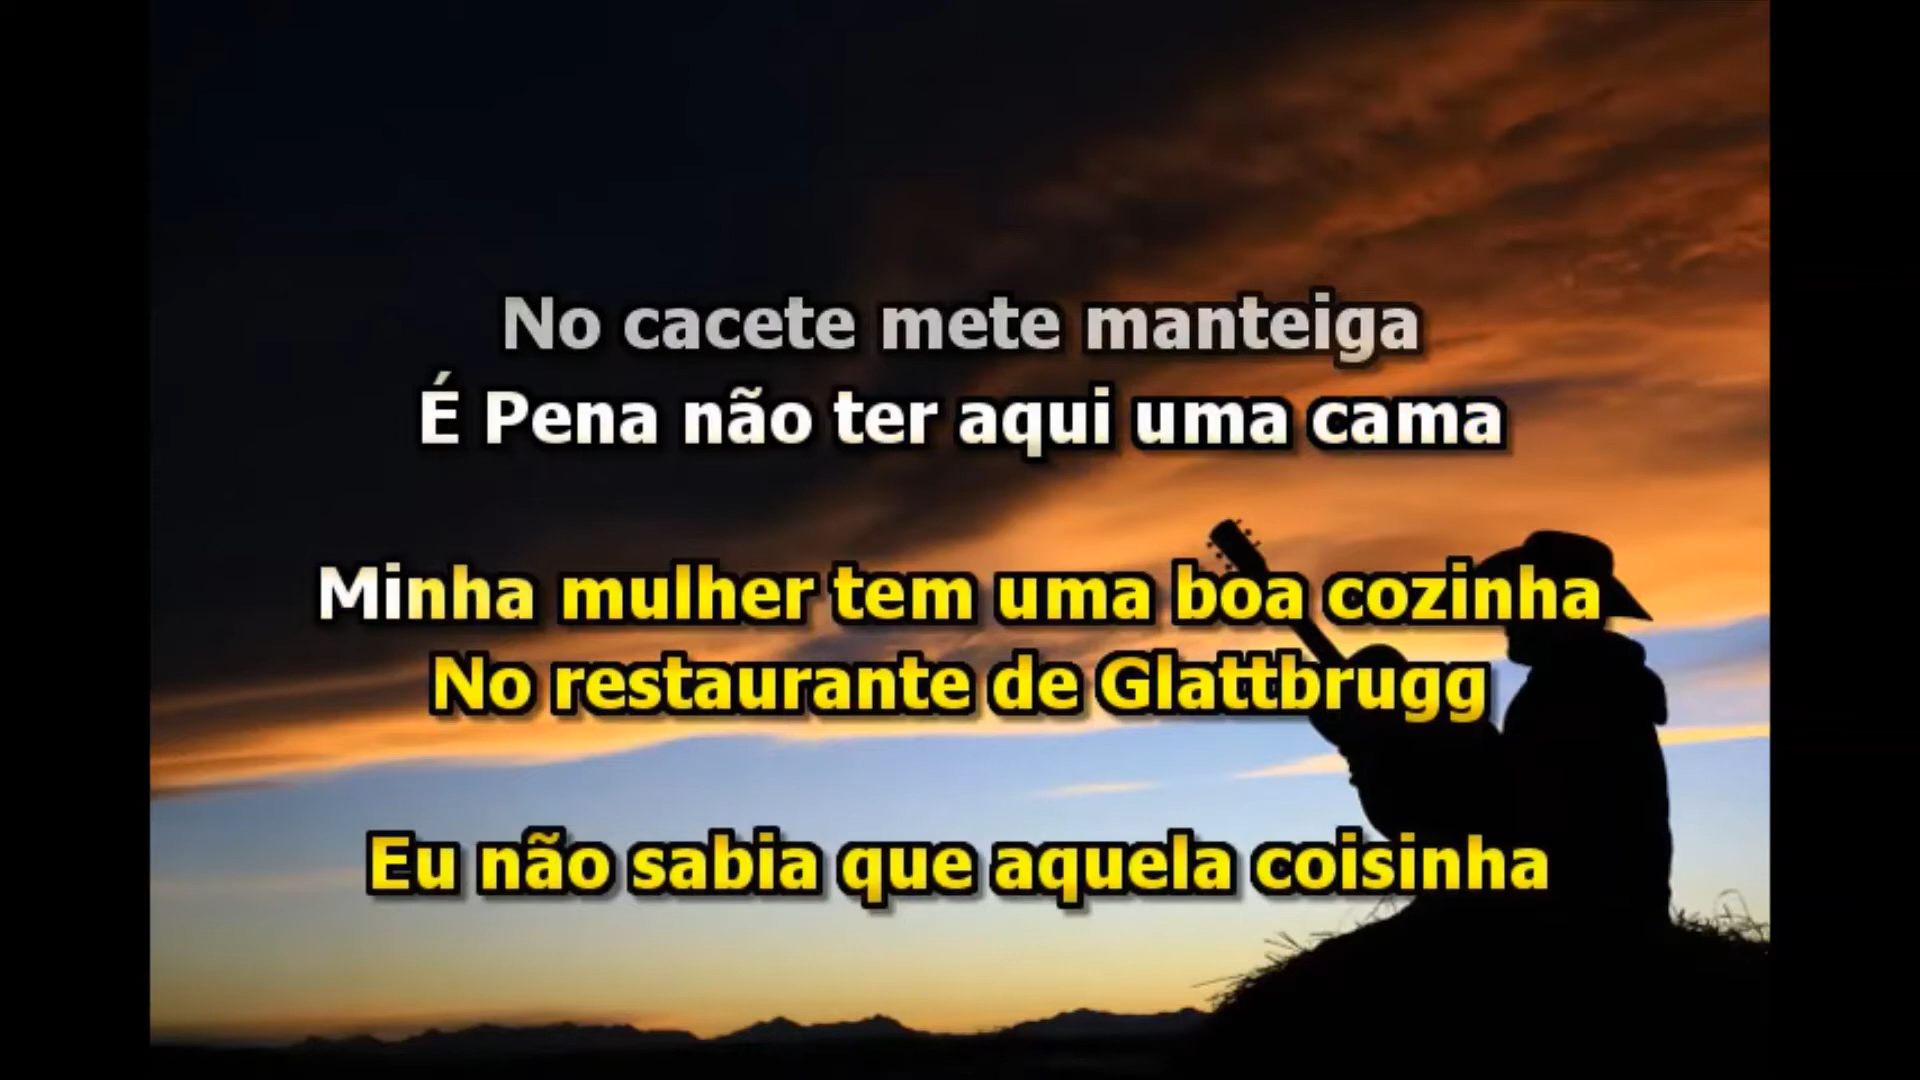 No cacete mete manteiga
É Pena não ter aqui uma cama
Minha mulher tem uma boa cozinha
No restaurante de Glattbrugg
Eu não sabia que aquela coisinha